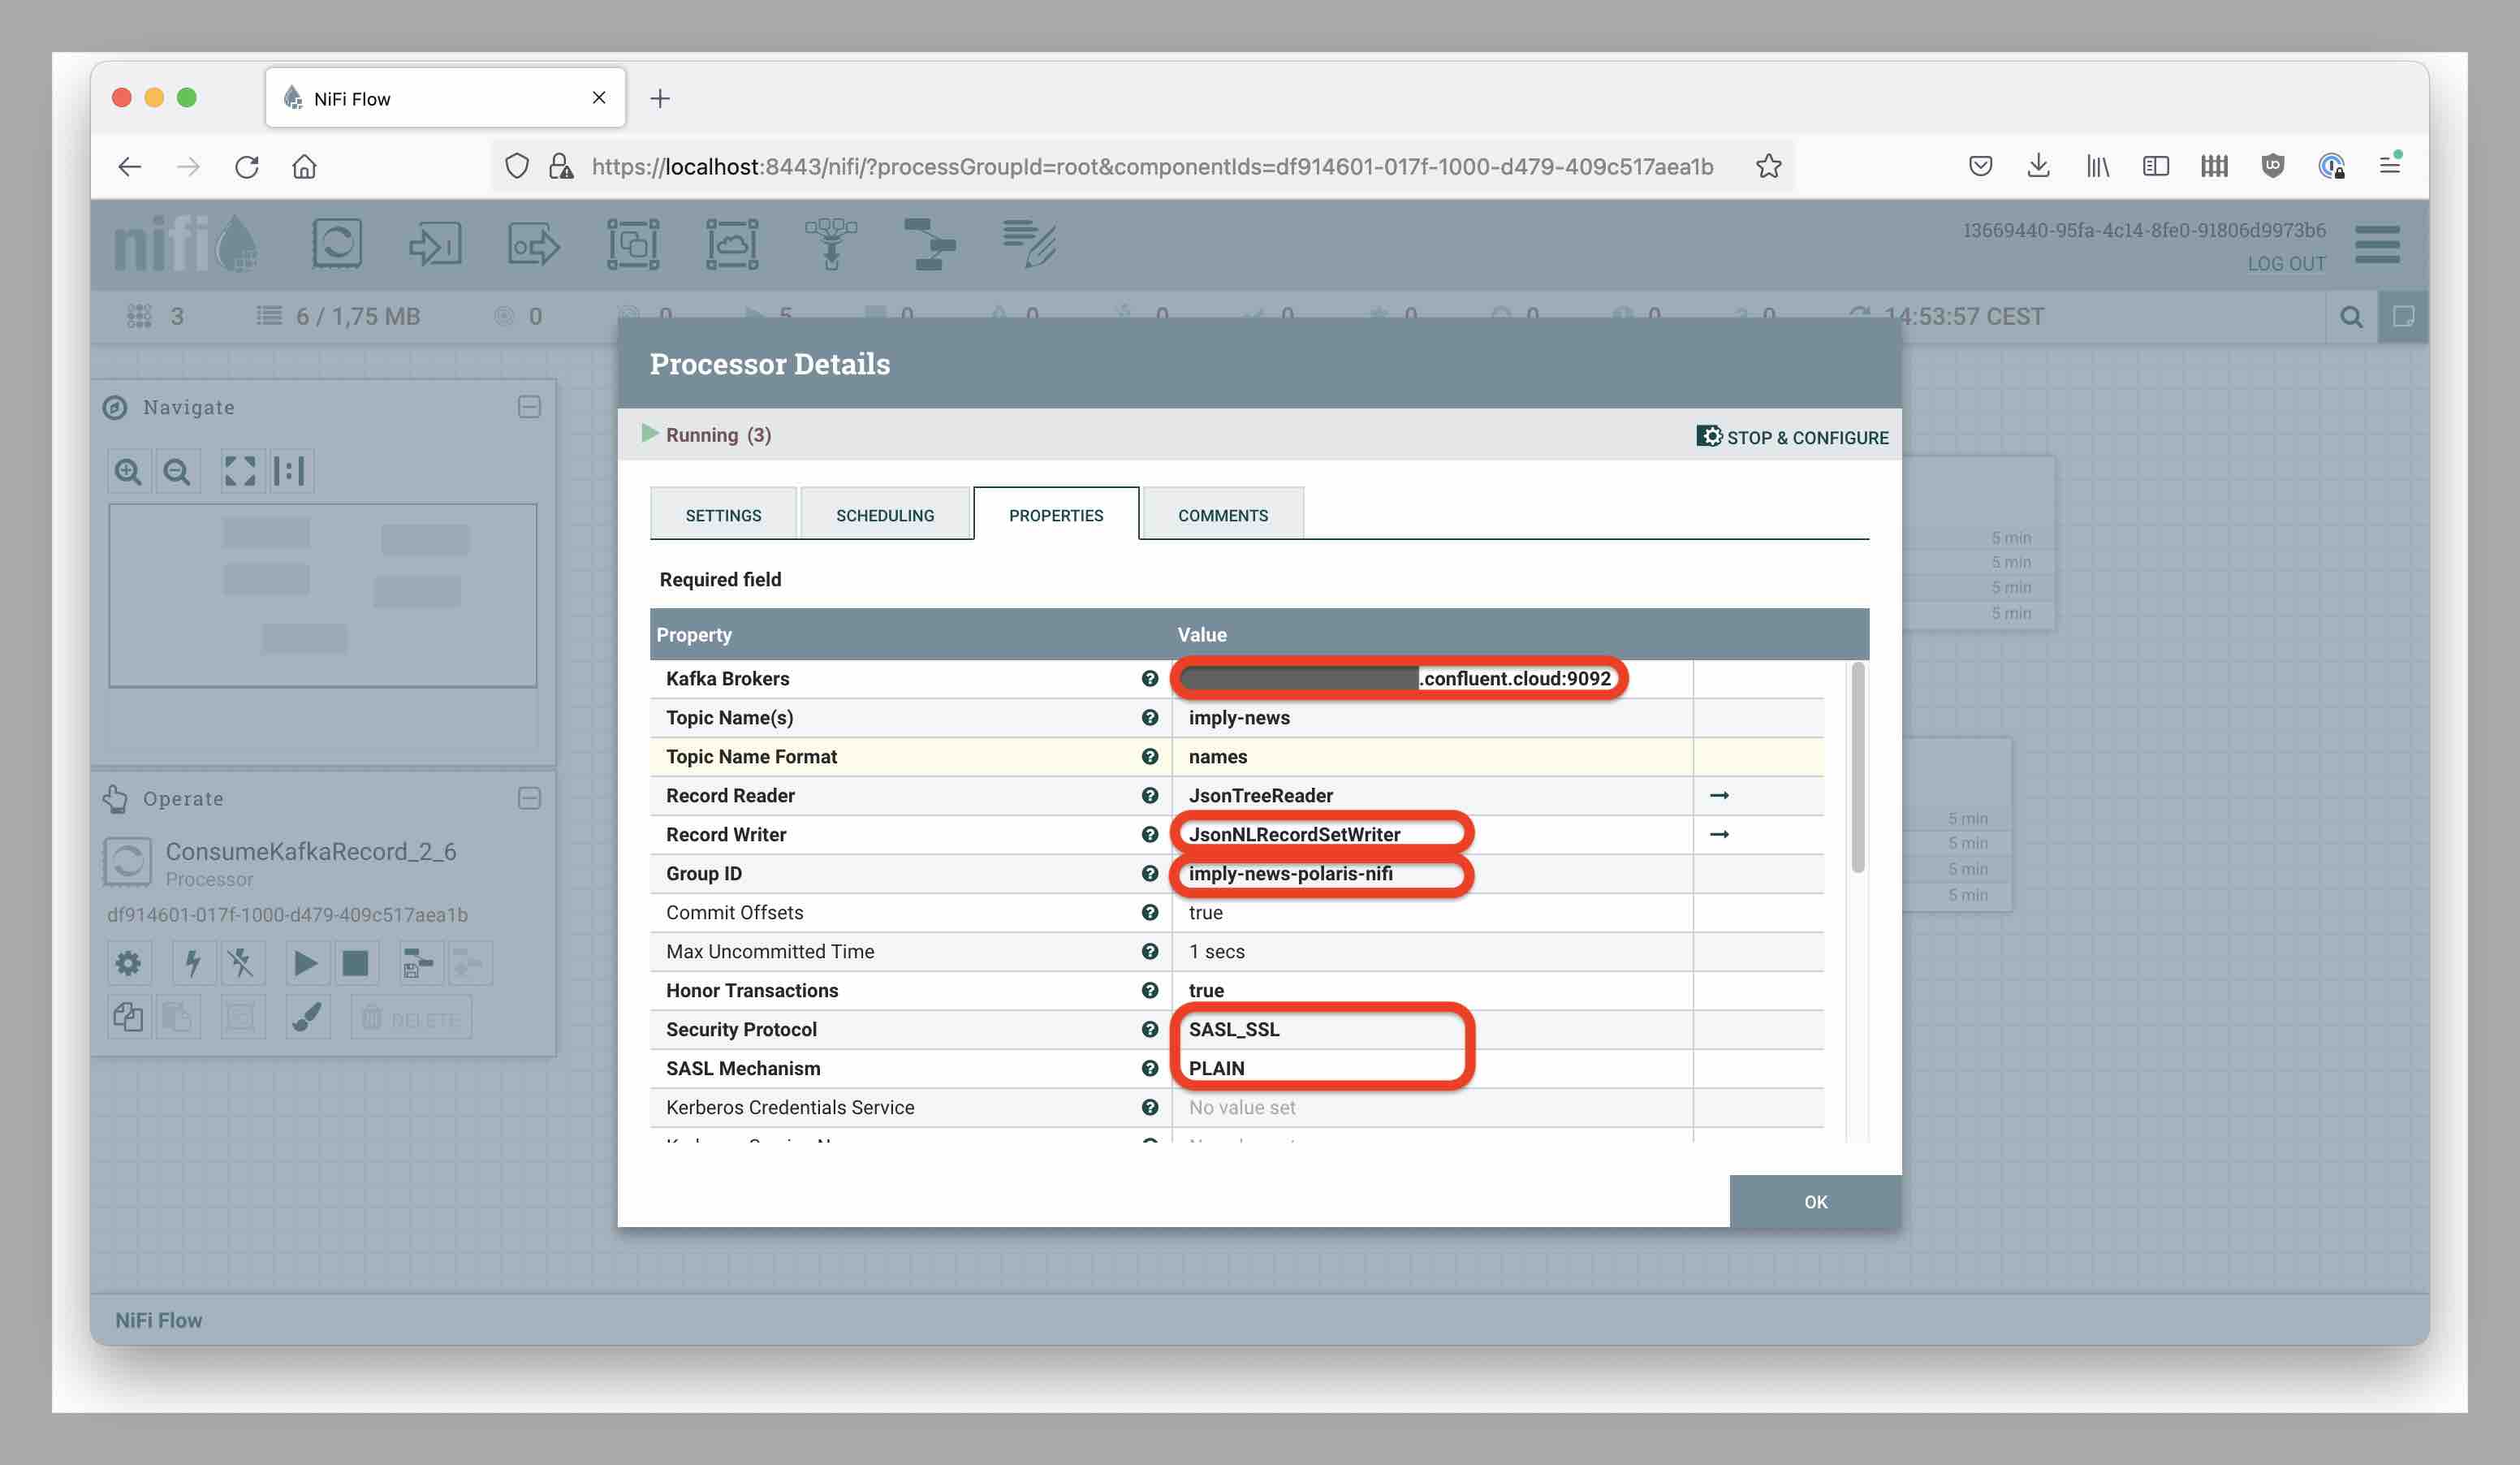 NiFi Flow
https://localhost:8443/nifi/?processGroupId=root&componentIds=df914601-017f-1000-d479-409c517aea1b
nifi
13669440-95fa-4c14-8fe0-91806d9973b6
LOG OUT
3 6 / 1,75 MB 0 0 5 0 0 0 0 0 0 0 0 14:53:57 CEST
Processor Details
Running (3)
STOP & CONFIGURE
SETTINGS SCHEDULING PROPERTIES COMMENTS
Required field
Property Value
Kafka Brokers .confluent.cloud:9092
Topic Name(s) imply-news
Topic Name Format names
Record Reader JsonTreeReader
Record Writer JsonNLRecordSetWriter
Group ID imply-news-polaris-nifi
Commit Offsets true
Max Uncommitted Time 1 secs
Honor Transactions true
Security Protocol SASL_SSL
SASL Mechanism PLAIN
Kerberos Credentials Service No value set
OK
Navigate
Operate
ConsumeKafkaRecord_2_6
Processor
df914601-017f-1000-d479-409c517aea1b
DELETE
5 min
5 min
5 min
5 min
5 min
5 min
5 min
5 min
NiFi Flow